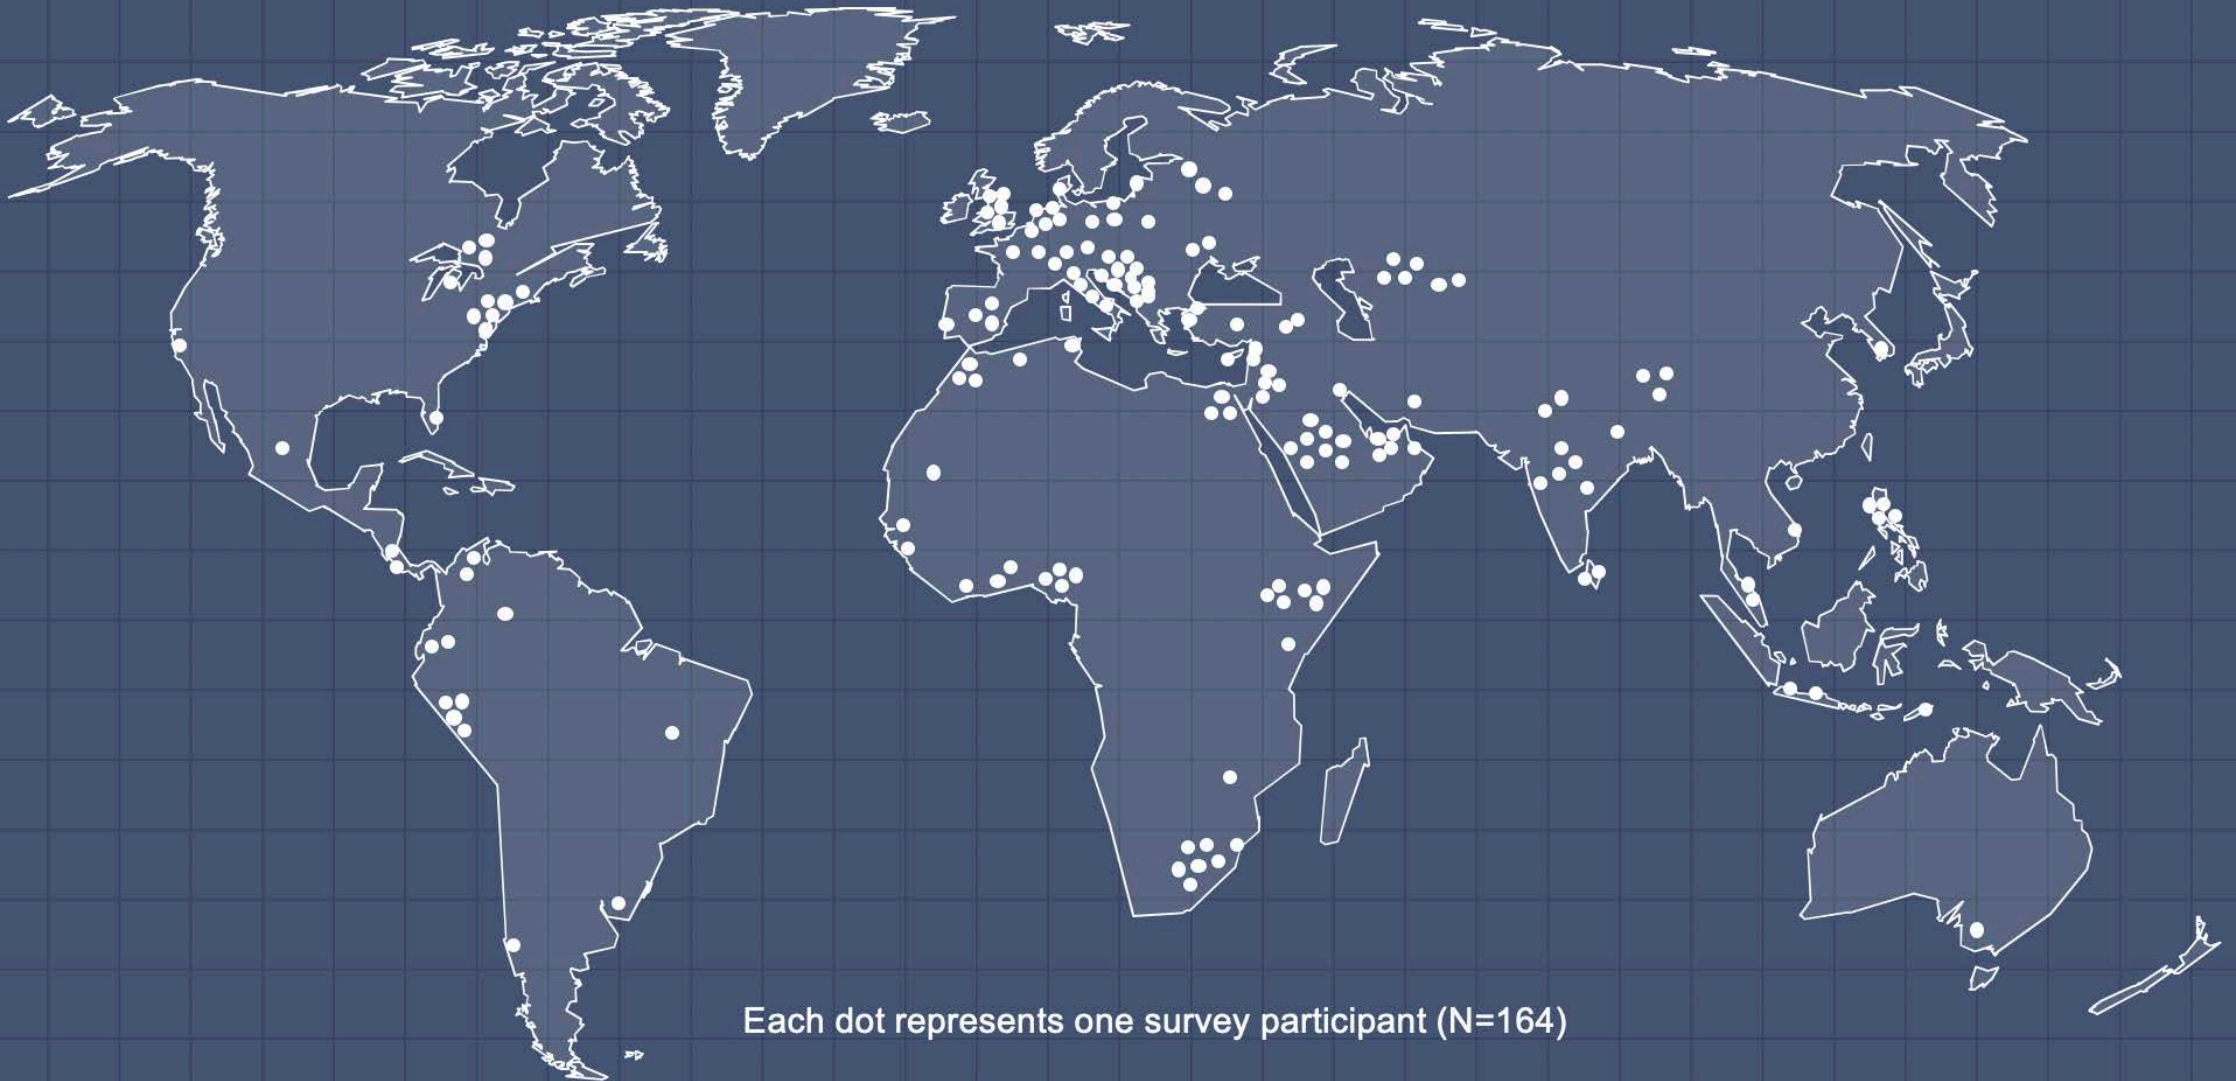 Each dot represents one survey participant (N=164)